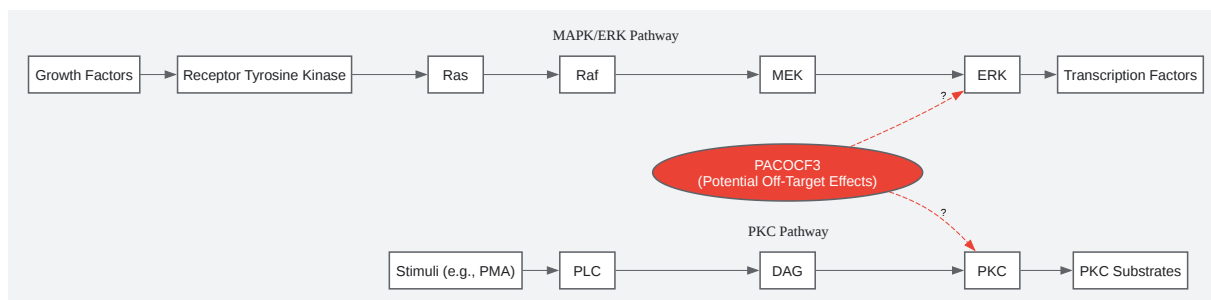 MAPK/ERK Pathway
Growth Factors
Receptor Tyrosine Kinase
Ras
Raf
MEK
ERK
Transcription Factors
?
PACOCF3
(Potential Off-Target Effects)
?
PKC Pathway
Stimuli (e.g., PMA)
PLC
DAG
PKC
PKC Substrates